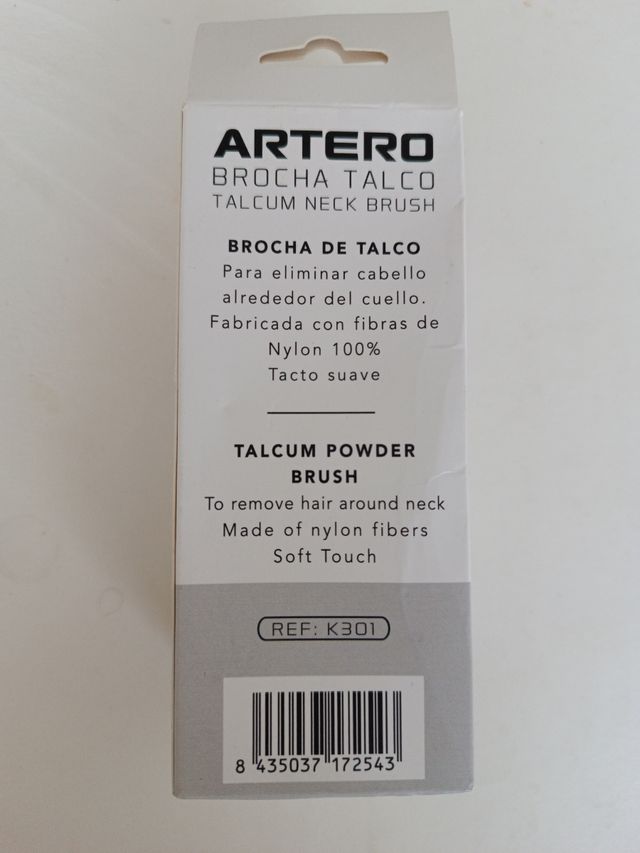 ARTERO
BROCHA TALCO
TALCUM NECK BRUSH
BROCHA DE TALCO
Para eliminar cabello
alrededor del cuello.
Fabricada con fibras de
Nylon 100%
Tacto suave
TALCUM POWDER
BRUSH
To remove hair around neck
Made of nylon fibers
Soft Touch
REF: K301
8 435037 172543